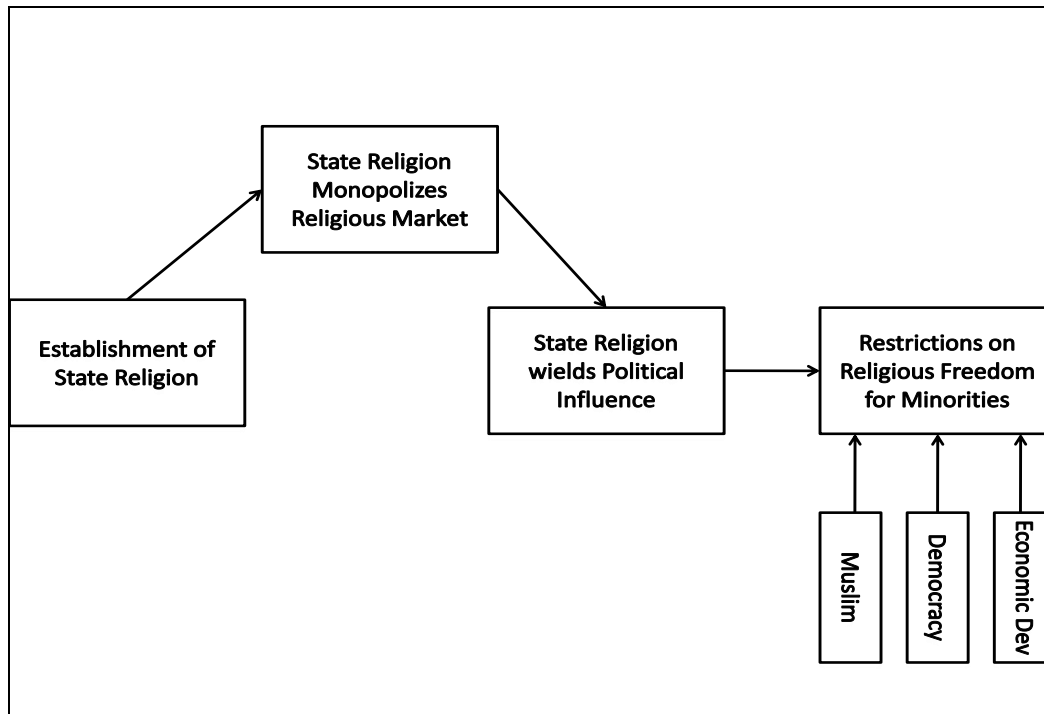 State Religion
Monopolizes
Religious Market
Establishment of
State Religion
State Religion
wields Political
Influence
Restrictions on
Religious Freedom
for Minorities
Muslim
Democracy
Economic Dev